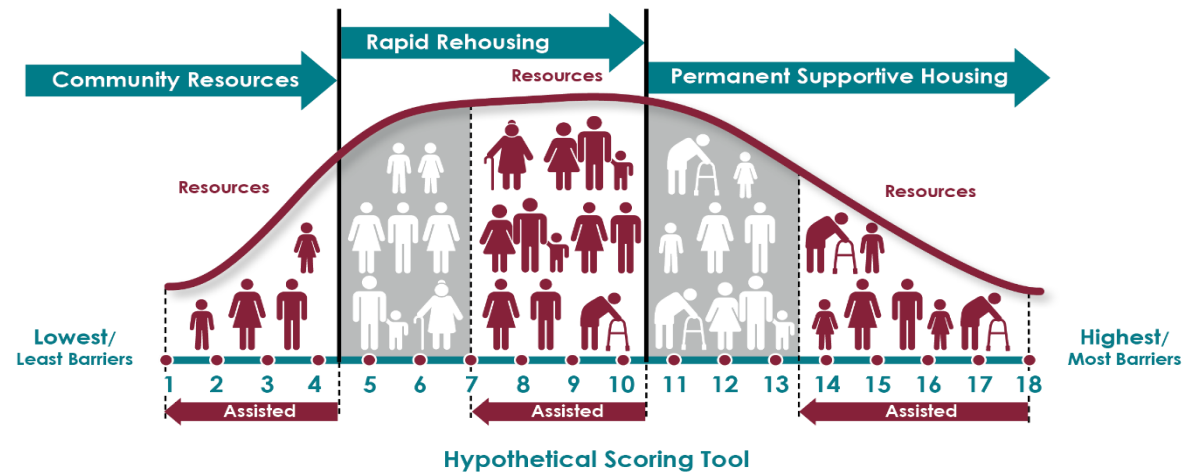 Rapid Rehousing
Community Resources
Resources
Permanent Supportive Housing
Resources
Resources
Lowest/
Least Barriers
Highest/
Most Barriers
1 2 3 4 5 6 7 8 9 10 11 12 13 14 15 16 17 18
Assisted Assisted Assisted
Hypothetical Scoring Tool